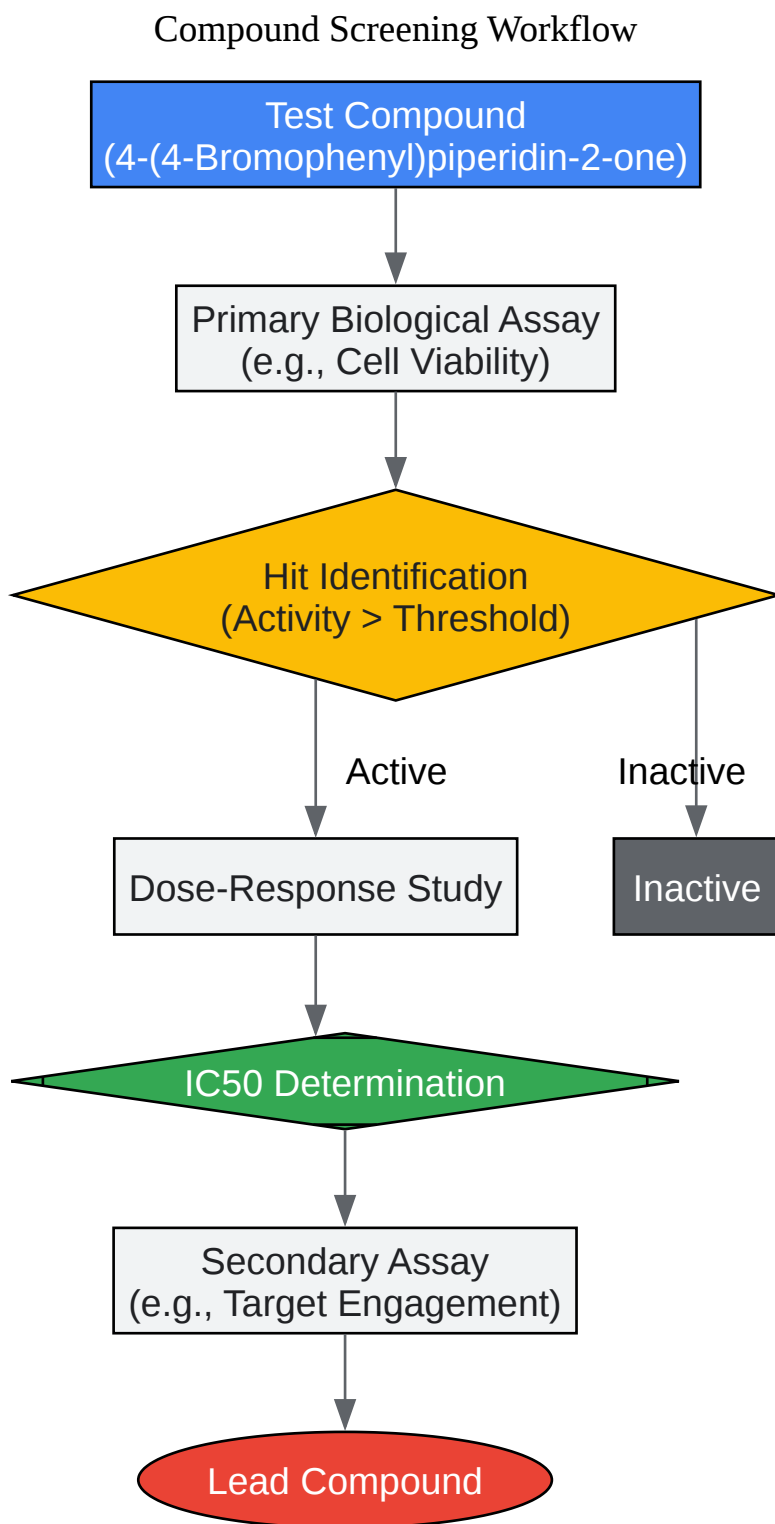 Compound Screening Workflow
Test Compound
(4-(4-Bromophenyl)piperidin-2-one)
Primary Biological Assay
(e.g., Cell Viability)
Hit Identification
(Activity > Threshold)
Active
Inactive
Dose-Response Study
Inactive
IC50 Determination
Secondary Assay
(e.g., Target Engagement)
Lead Compound